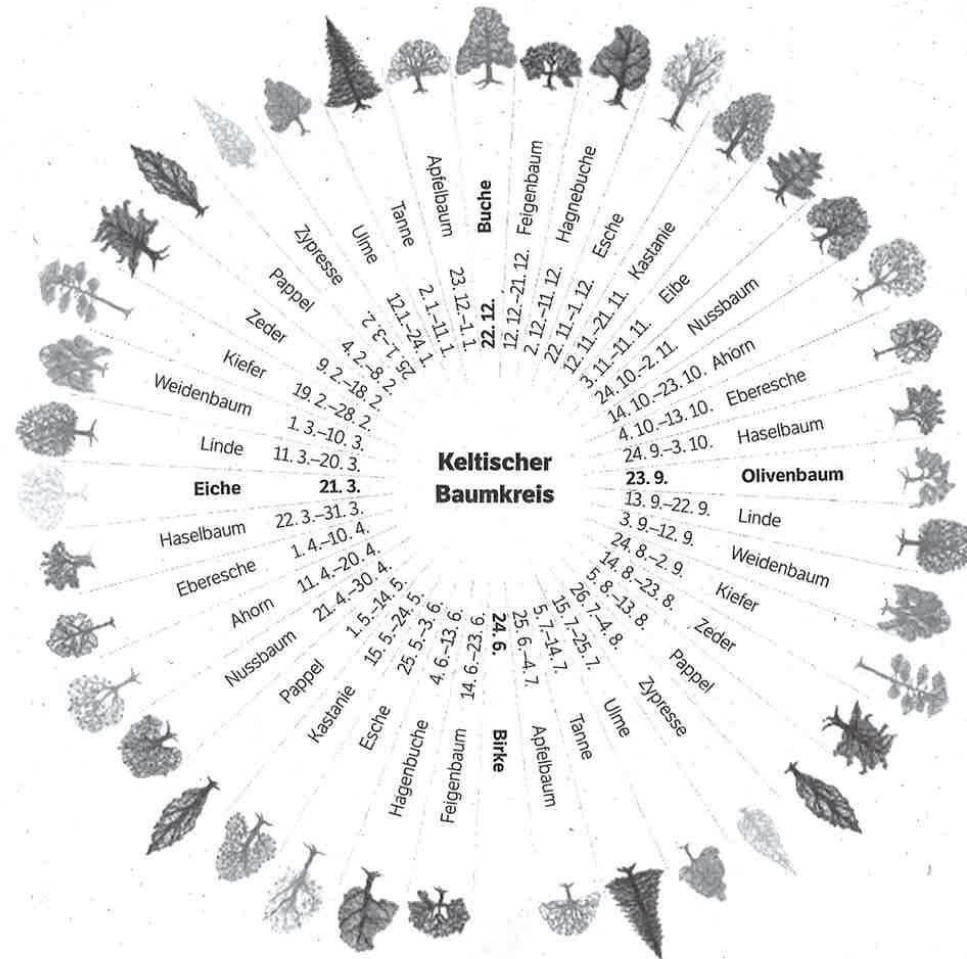 Keltischer
Baumkreis
22. 12. Buche
12. 12.–21. 12. Feigenbaum
2. 12.–11. 12. Hagnebuche
22. 11.–1. 12. Esche
12. 11.–21. 11. Kastanie
3. 11.–11. 11. Eibe
24. 10.–2. 11. Nussbaum
14. 10.–23. 10. Ahorn
4. 10.–13. 10. Eberesche
24. 9.–3. 10. Haselbaum
23. 9. Olivenbaum
13. 9.–22. 9. Linde
3. 9.–12. 9. Weidenbaum
24. 8.–2. 9. Kiefer
14. 8.–23. 8. Zeder
5. 8.–13. 8. Pappel
26. 7.–4. 8. Zypresse
15. 7.–25. 7. Ulme
5. 7.–14. 7. Tanne
25. 6.–4. 7. Apfelbaum
24. 6. Birke
Feigenbaum 14. 6.–23. 6.
Hagenbuche 4. 6.–13. 6.
Esche 25. 5.–3. 6.
Kastanie 15. 5.–24. 5.
Pappel 1. 5.–14. 5.
Nussbaum 21. 4.–30. 4.
Ahorn 11. 4.–20. 4.
Eberesche 1. 4.–10. 4.
Haselbaum 22. 3.–31. 3.
Eiche 21. 3.
Linde 11. 3.–20. 3.
Weidenbaum 1. 3.–10. 3.
Kiefer 19. 2.–28. 2.
Zeder 9. 2.–18. 2.
Pappel 4. 2.–8. 2.
Zypresse 25. 1.–3. 2.
Ulme 12.1.–24. 1.
Tanne 2. 1.–11. 1.
Apfelbaum 23. 12.–1. 1.